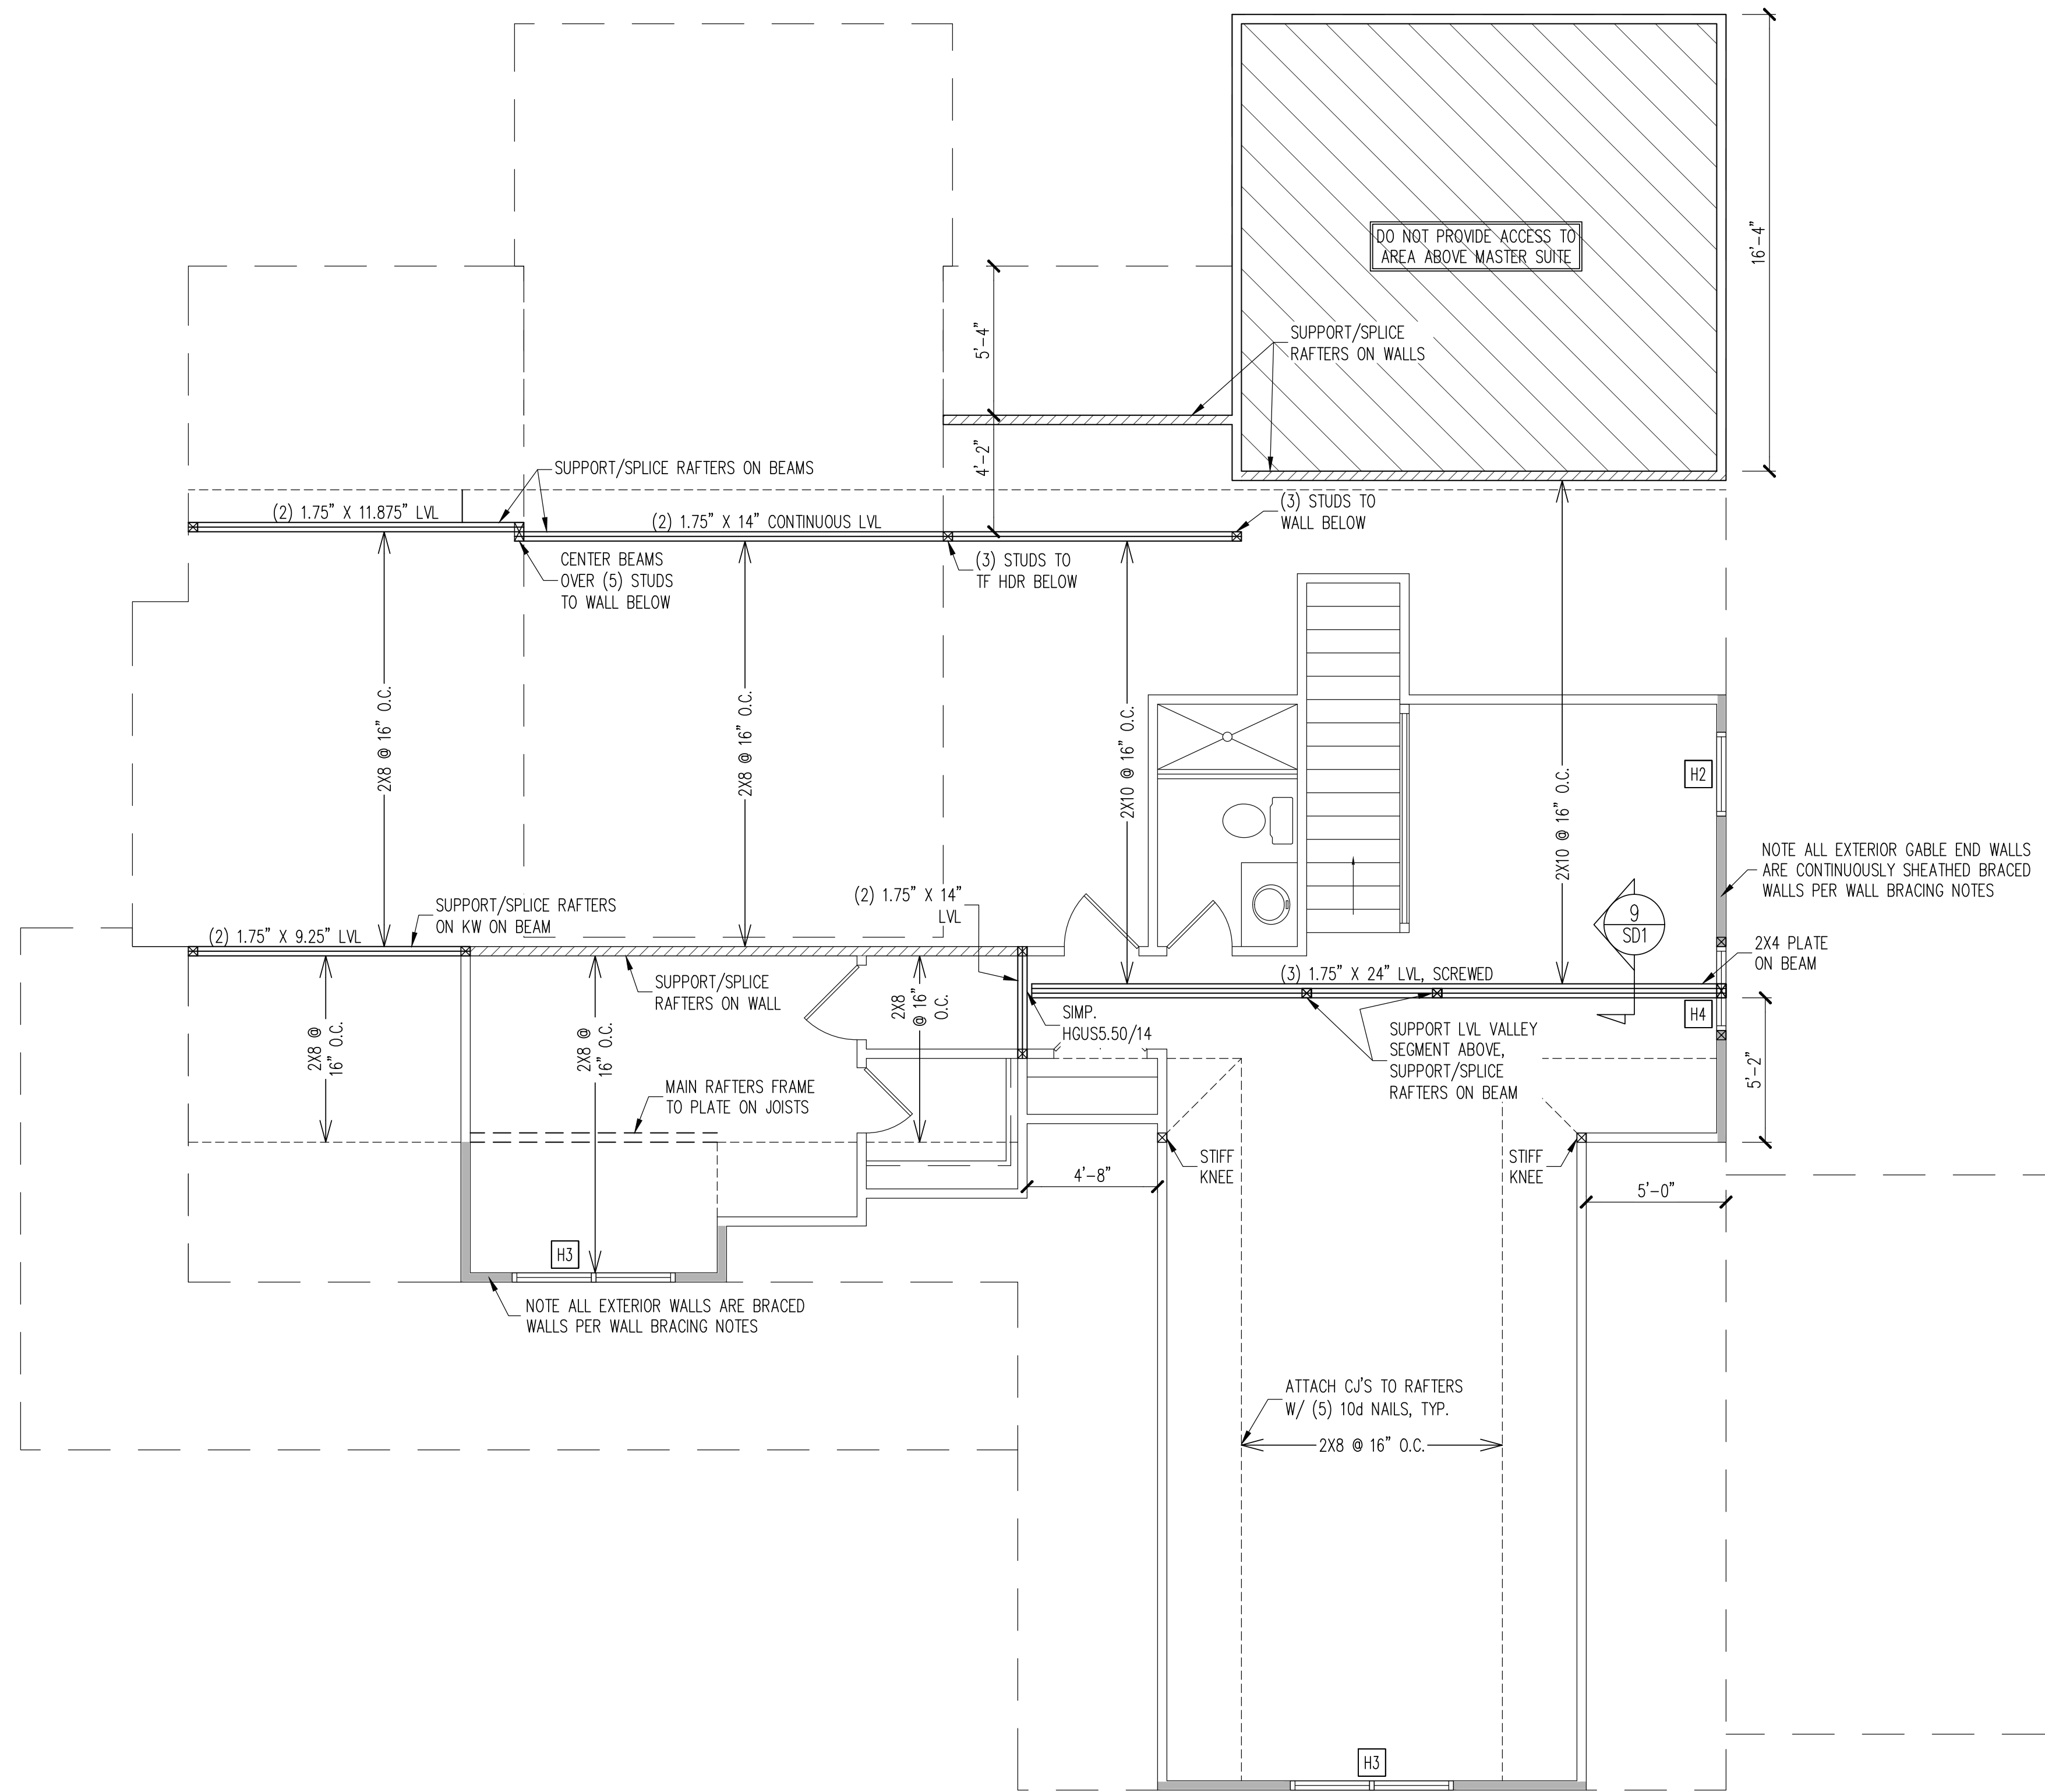 DO NOT PROVIDE ACCESS TO
AREA ABOVE MASTER SUITE
16'-4"
SUPPORT/SPLICE
RAFTERS ON WALLS
5'-4"
4'-2"
SUPPORT/SPLICE RAFTERS ON BEAMS
(2) 1.75" X 11.875" LVL
(2) 1.75" X 14" CONTINUOUS LVL
(3) STUDS TO
WALL BELOW
CENTER BEAMS
OVER (5) STUDS
TO WALL BELOW
(3) STUDS TO
TF HDR BELOW
2X8 @ 16" O.C.
2X8 @ 16" O.C.
2X10 @ 16" O.C.
2X10 @ 16" O.C.
H2
NOTE ALL EXTERIOR GABLE END WALLS
ARE CONTINUOUSLY SHEATHED BRACED
WALLS PER WALL BRACING NOTES
9
SD1
2X4 PLATE
ON BEAM
(2) 1.75" X 14"
LVL
SUPPORT/SPLICE RAFTERS
ON KW ON BEAM
(2) 1.75" X 9.25" LVL
(3) 1.75" X 24" LVL, SCREWED
SUPPORT/SPLICE
RAFTERS ON WALL
2X8
@ 16"
O.C.
SIMP.
HGUS5.50/14
H4
SUPPORT LVL VALLEY
SEGMENT ABOVE,
SUPPORT/SPLICE
RAFTERS ON BEAM
2X8 @
16" O.C.
2X8 @
16" O.C.
5'-2"
MAIN RAFTERS FRAME
TO PLATE ON JOISTS
STIFF
KNEE
STIFF
KNEE
4'-8"
5'-0"
H3
NOTE ALL EXTERIOR WALLS ARE BRACED
WALLS PER WALL BRACING NOTES
ATTACH CJ'S TO RAFTERS
W/ (5) 10d NAILS, TYP.
2X8 @ 16" O.C.
H3